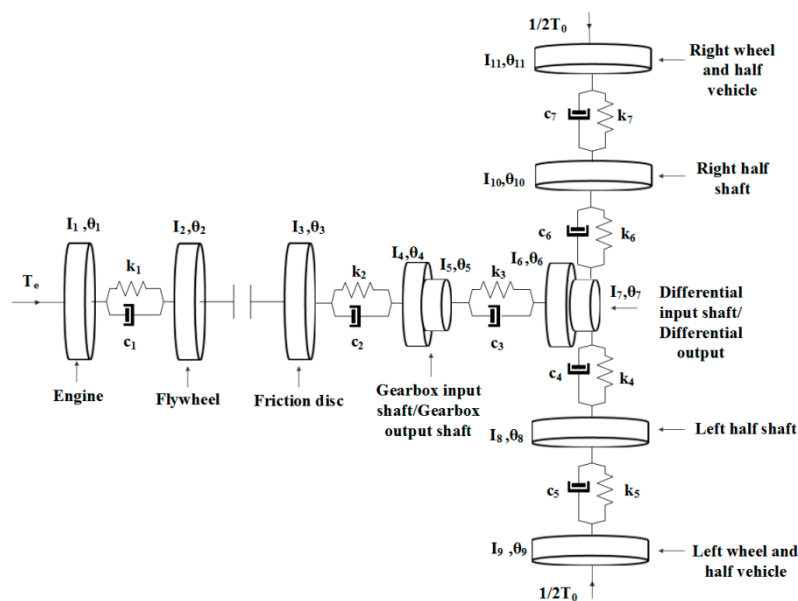 1/2T₀
I₁₁,θ₁₁
Right wheel
and half
vehicle
c₇
k₇
I₁₀,θ₁₀
Right half
shaft
c₆
k₆
I₁ ,θ₁
I₂,θ₂
I₃,θ₃
I₄,θ₄
I₅,θ₅
I₆,θ₆
k₁
k₂
k₃
Tₑ
c₁
c₂
c₃
I₇,θ₇
Differential
input shaft/
Differential
output
Engine
Flywheel
Friction disc
Gearbox input
shaft/Gearbox
output shaft
c₄
k₄
I₈,θ₈
Left half shaft
c₅
k₅
I₉ ,θ₉
Left wheel and
half vehicle
1/2T₀